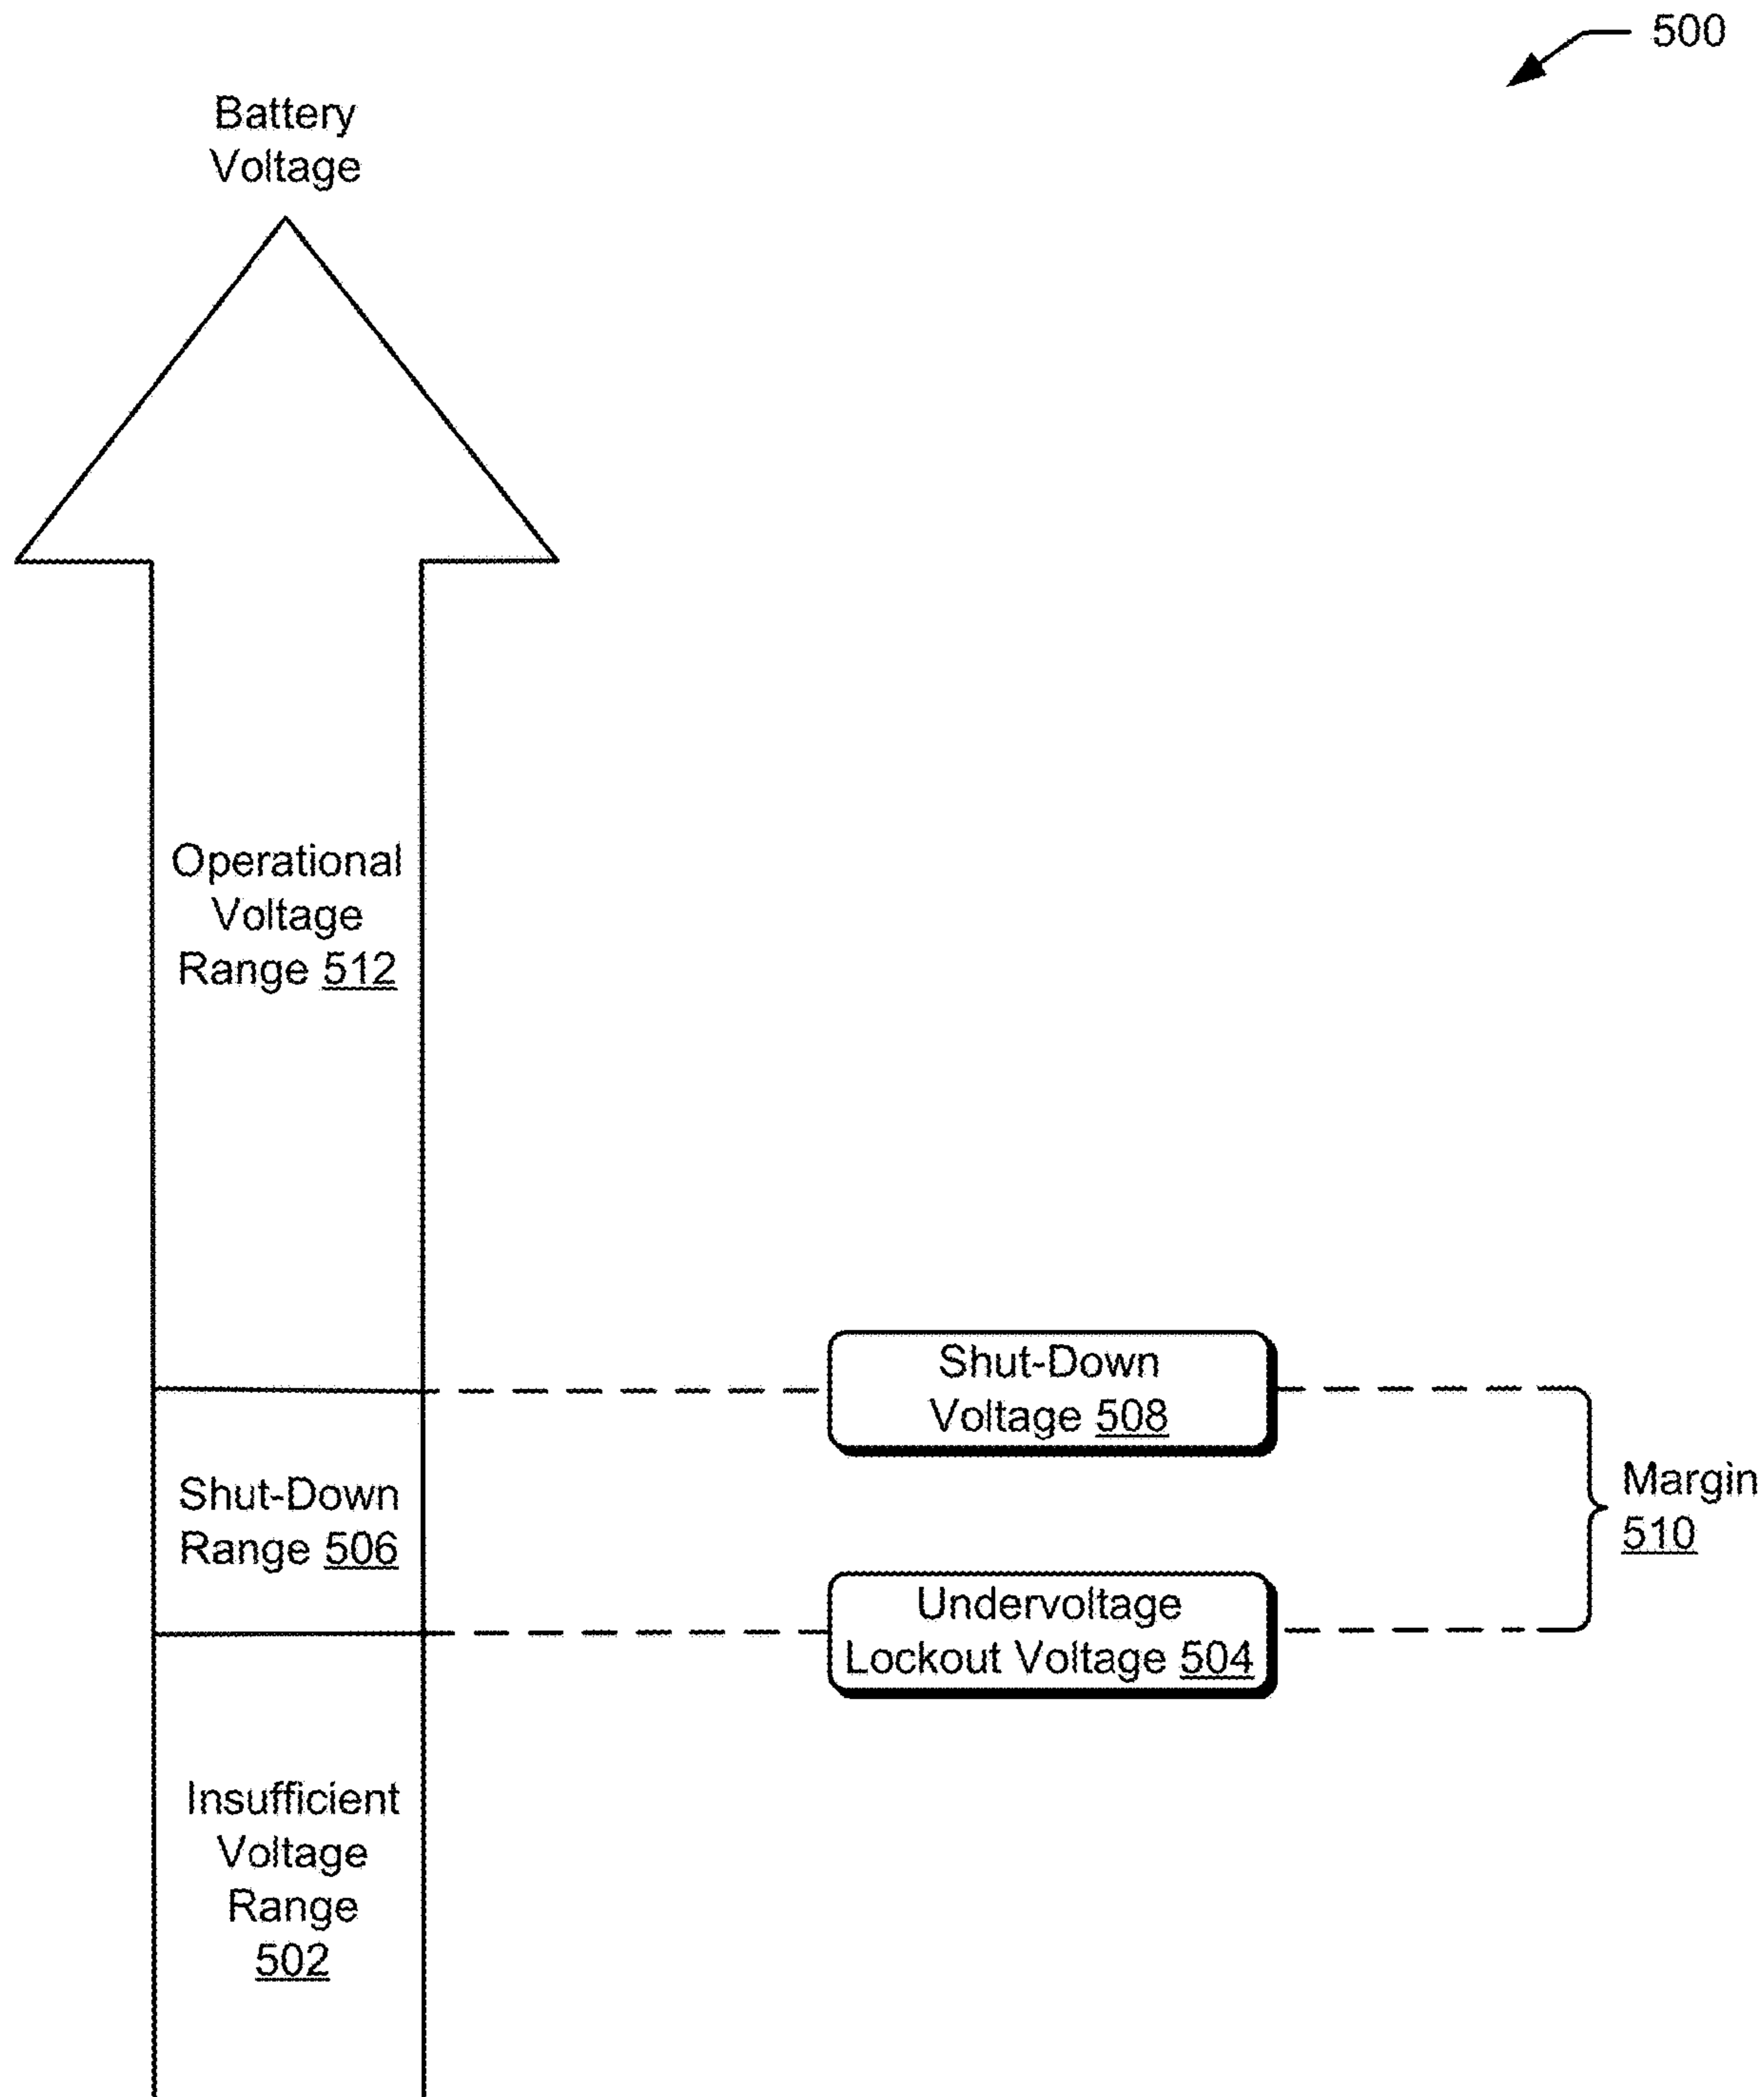 500
Battery
Voltage
Operational
Voltage
Range 512
Shut-Down
Voltage 508
Shut-Down
Range 506
Margin
510
Undervoltage
Lockout Voltage 504
Insufficient
Voltage
Range
502